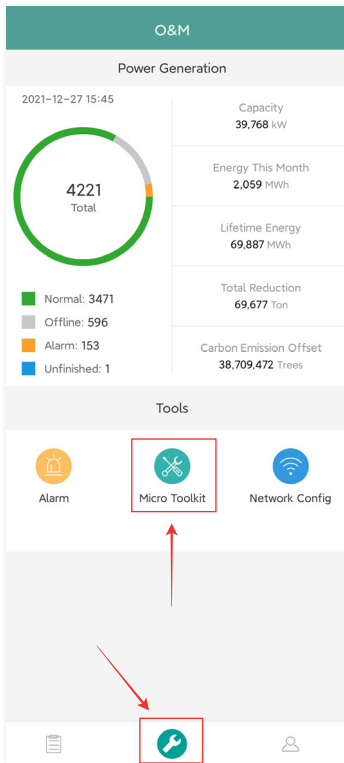 O&M
Power Generation
2021-12-27 15:45
4221
Total
Normal: 3471
Offline: 596
Alarm: 153
Unfinished: 1
Capacity
39,768 kW
Energy This Month
2,059 MWh
Lifetime Energy
69,887 MWh
Total Reduction
69,677 Ton
Carbon Emission Offset
38,709,472 Trees
Tools
Alarm
Micro Toolkit
Network Config